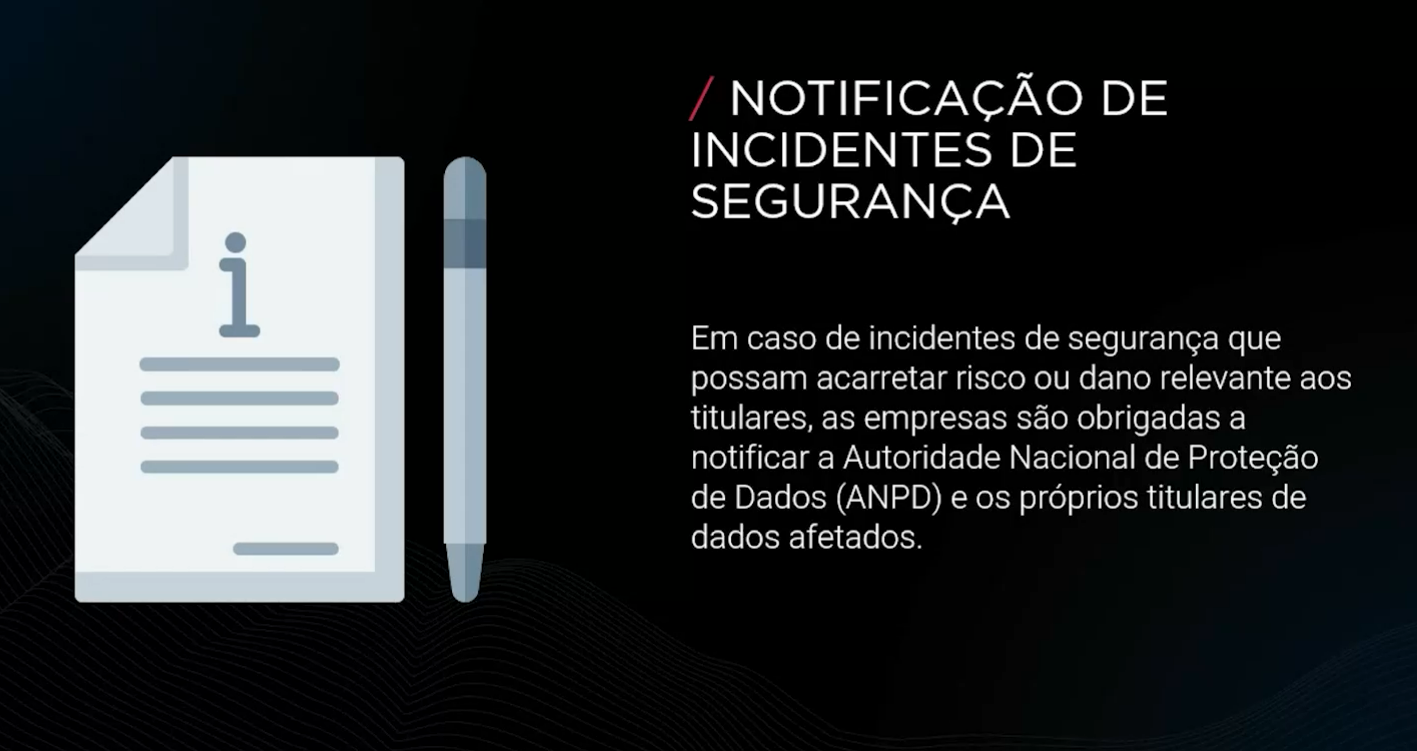 / NOTIFICAÇÃO DE
INCIDENTES DE
SEGURANÇA
Em caso de incidentes de segurança que
possam acarretar risco ou dano relevante aos
titulares, as empresas são obrigadas a
notificar a Autoridade Nacional de Proteção
de Dados (ANPD) e os próprios titulares de
dados afetados.